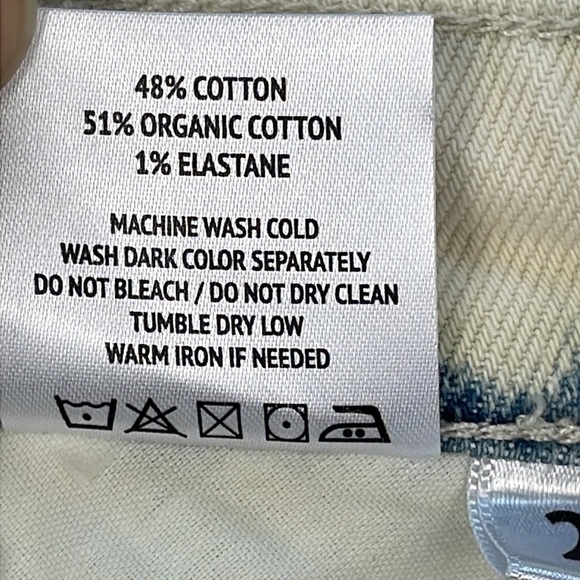 48% COTTON
51% ORGANIC COTTON
1% ELASTANE
MACHINE WASH COLD
WASH DARK COLOR SEPARATELY
DO NOT BLEACH / DO NOT DRY CLEAN
TUMBLE DRY LOW
WARM IRON IF NEEDED